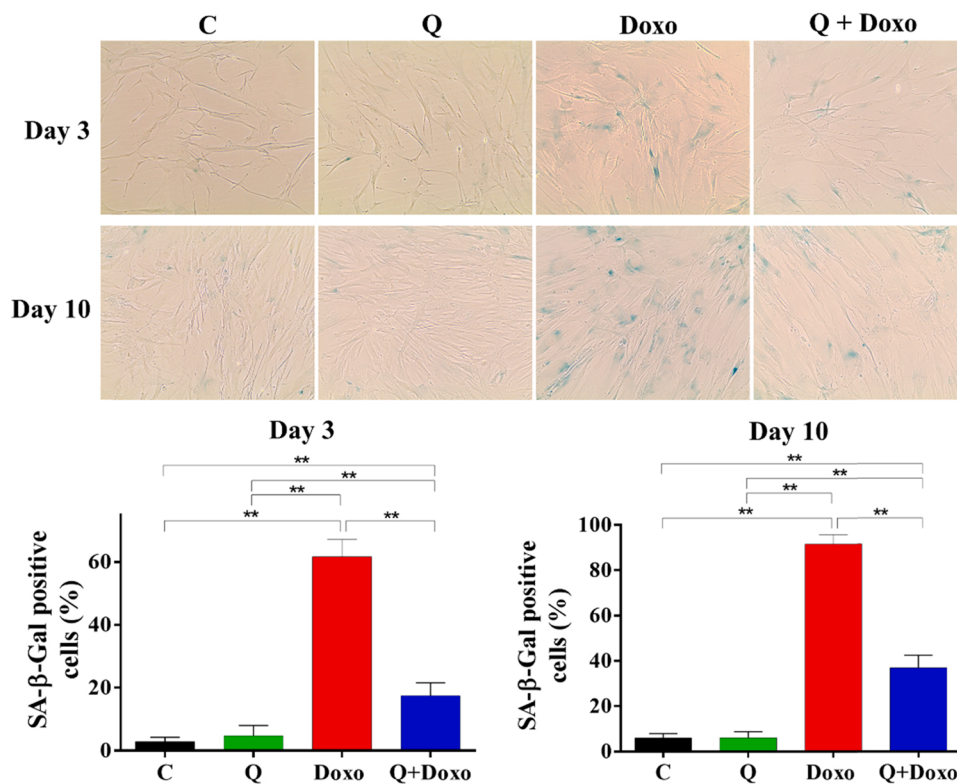 C Q Doxo Q + Doxo
Day 3
Day 10
Day 3
** 
**
**
** **
SA-β-Gal positive
cells (%)
60
40
20
0
C Q Doxo Q+Doxo
Day 10
**
**
**
** **
SA-β-Gal positive
cells (%)
100
80
60
40
20
0
C Q Doxo Q+Doxo